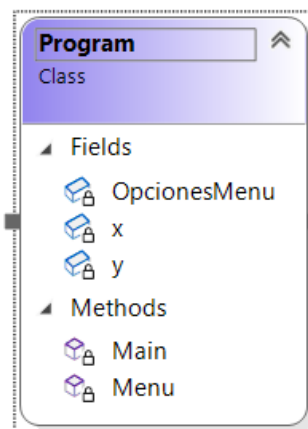 Program
Class
Fields
OpcionesMenu
x
y
Methods
Main
Menu